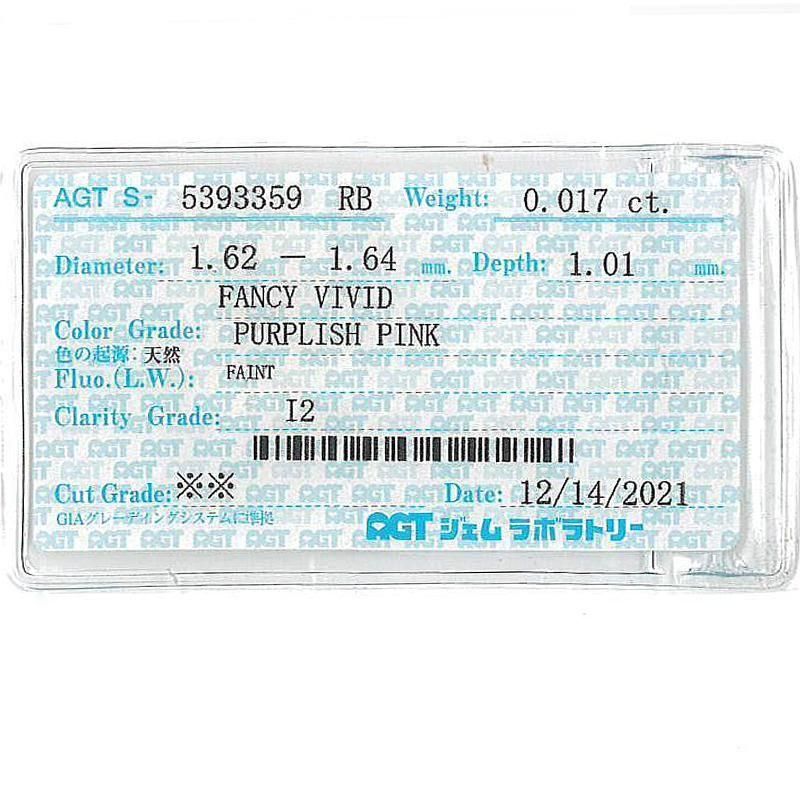 AGT S- 5393359 RB Weight: 0.017 ct.
Diameter: 1.62 － 1.64 mm. Depth: 1.01 mm.
FANCY VIVID
Color Grade: PURPLISH PINK
色の起源: 天然
Fluo.(L.W.): FAINT
Clarity Grade: I2
Cut Grade: ※※ Date: 12/14/2021
GIAグレーディングシステムに準拠
AGT ジェム ラボラトリー